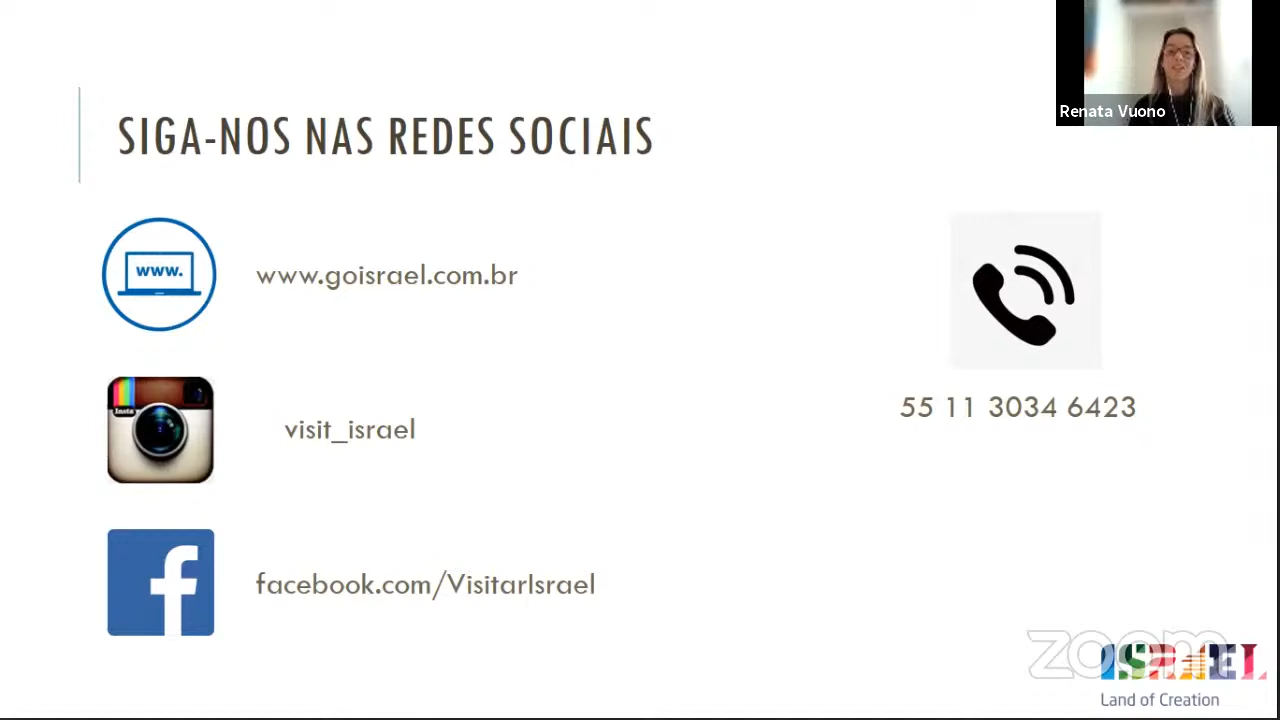 Renata Vuono
SIGA-NOS NAS REDES SOCIAIS
www.
www.goisrael.com.br
Insta
visit_israel
55 11 3034 6423
facebook.com/VisitarIsrael
zoom
ISRAEL
Land of Creation